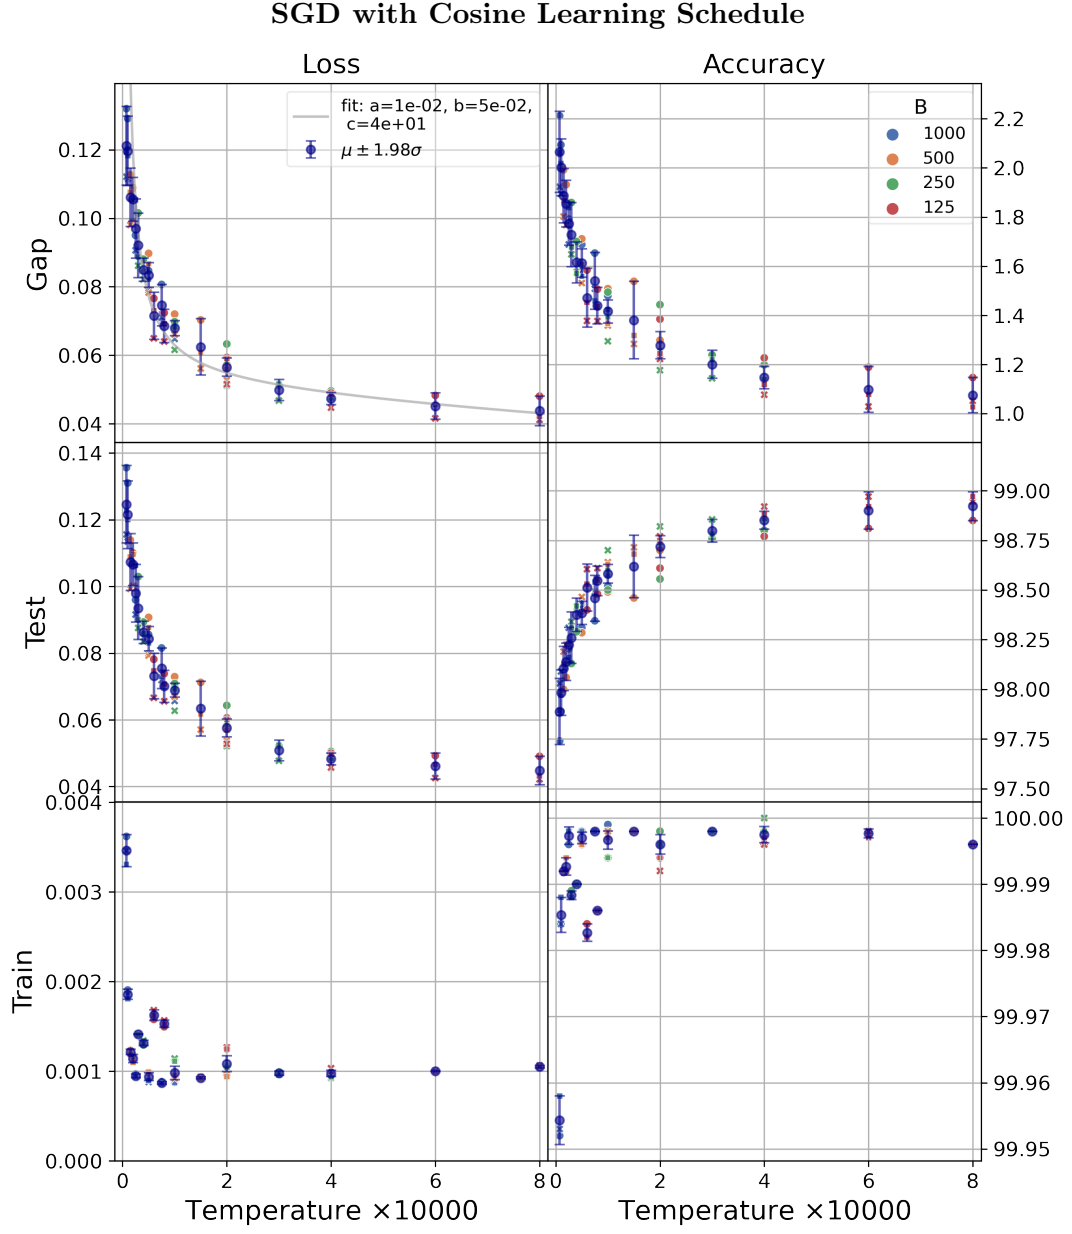 SGD with Cosine Learning Schedule
Loss
Accuracy
fit: a=1e-02, b=5e-02,
c=4e+01
μ ± 1.98σ
B
1000
500
250
125
Gap
0.12
0.10
0.08
0.06
0.04
2.2
2.0
1.8
1.6
1.4
1.2
1.0
Test
0.14
0.12
0.10
0.08
0.06
0.04
99.00
98.75
98.50
98.25
98.00
97.75
97.50
Train
0.004
0.003
0.002
0.001
0.000
100.00
99.99
99.98
99.97
99.96
99.95
0 2 4 6 8
0 2 4 6 8
Temperature ×10000
Temperature ×10000